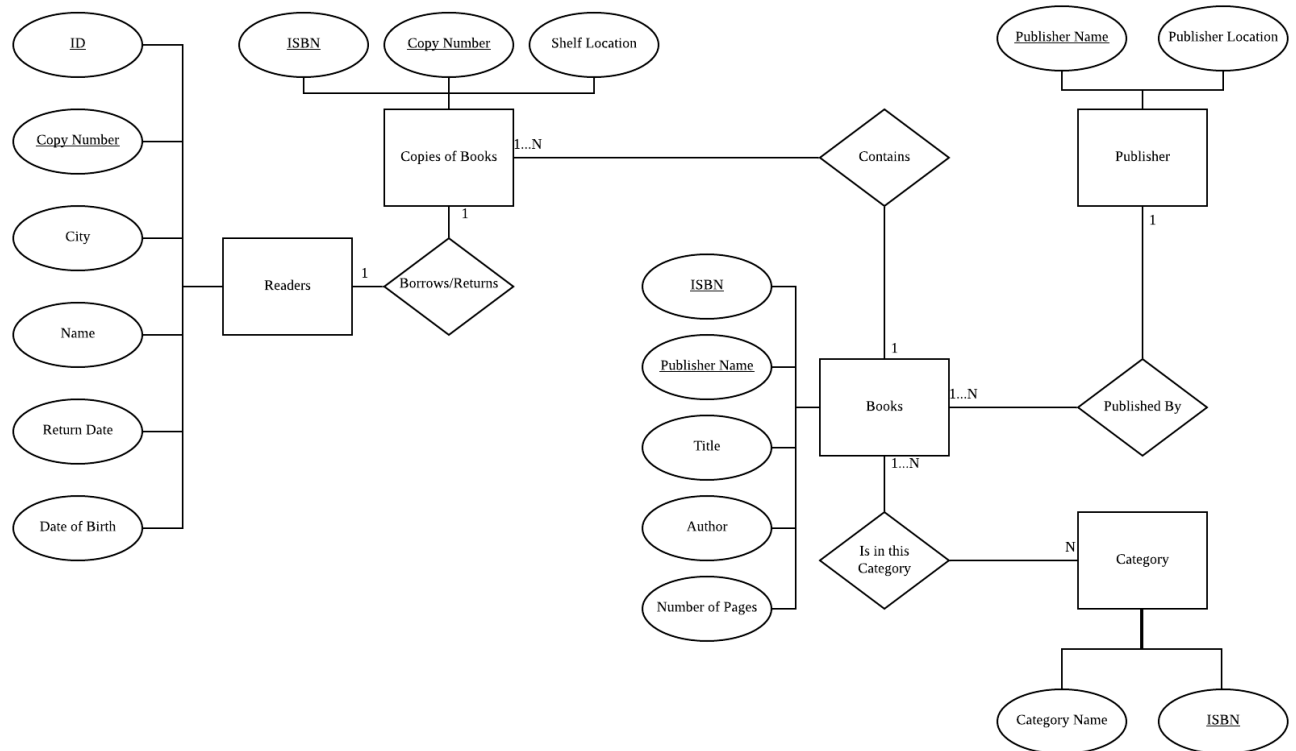 ID
Copy Number
City
Name
Return Date
Date of Birth
Readers
1
Borrows/Returns
1
ISBN
Copy Number
Shelf Location
Copies of Books
1...N
Contains
1
ISBN
Publisher Name
Title
Author
Number of Pages
Books
1...N
1...N
Is in this
Category
N
Publisher Name
Publisher Location
Publisher
1
Published By
Category
Category Name
ISBN